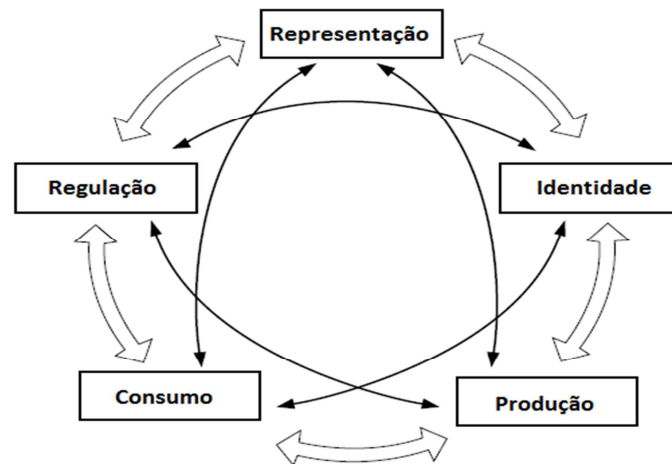 Representação
Regulação
Identidade
Consumo
Produção